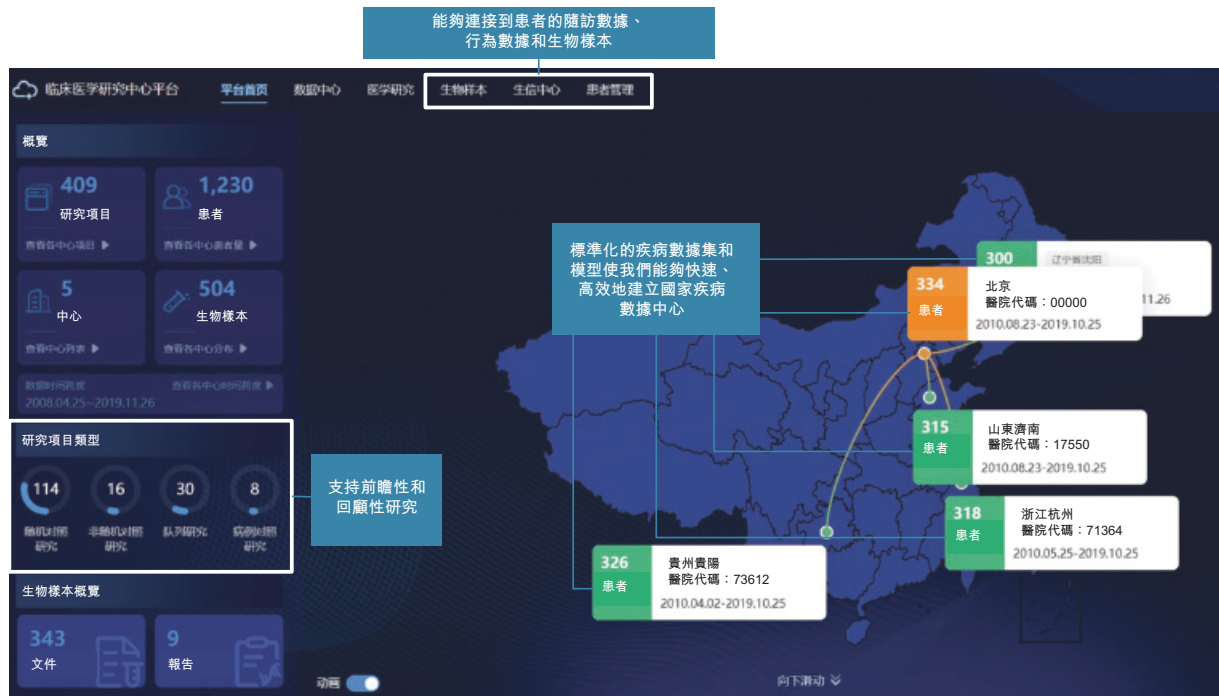 能夠連接到患者的隨訪數據、
行為數據和生物樣本
临床医学研究中心平台
平台首页
数据中心
医学研究
生物样本
生信中心
患者管理
概覽
409
研究項目
查看各中心项目
1,230
患者
查看各中心患者量
5
中心
查看中心列表
504
生物樣本
查看各中心分布
数据时间跨度
查看各中心时间跨度
2008.04.25~2019.11.26
研究項目類型
114
随机对照
研究
16
非随机对照
研究
30
队列研究
8
病例对照
研究
支持前瞻性和
回顧性研究
生物樣本概覽
343
文件
9
報告
标準化的疾病數據集和
模型使我們能夠快速、
高效地建立國家疾病
數據中心
300
辽宁省沈阳
11.26
334
患者
北京
醫院代碼：00000
2010.08.23-2019.10.25
315
患者
山東濟南
醫院代碼：17550
2010.08.23-2019.10.25
318
患者
浙江杭州
醫院代碼：71364
2010.05.25-2019.10.25
326
患者
貴州貴陽
醫院代碼：73612
2010.04.02-2019.10.25
动画
向下滑动